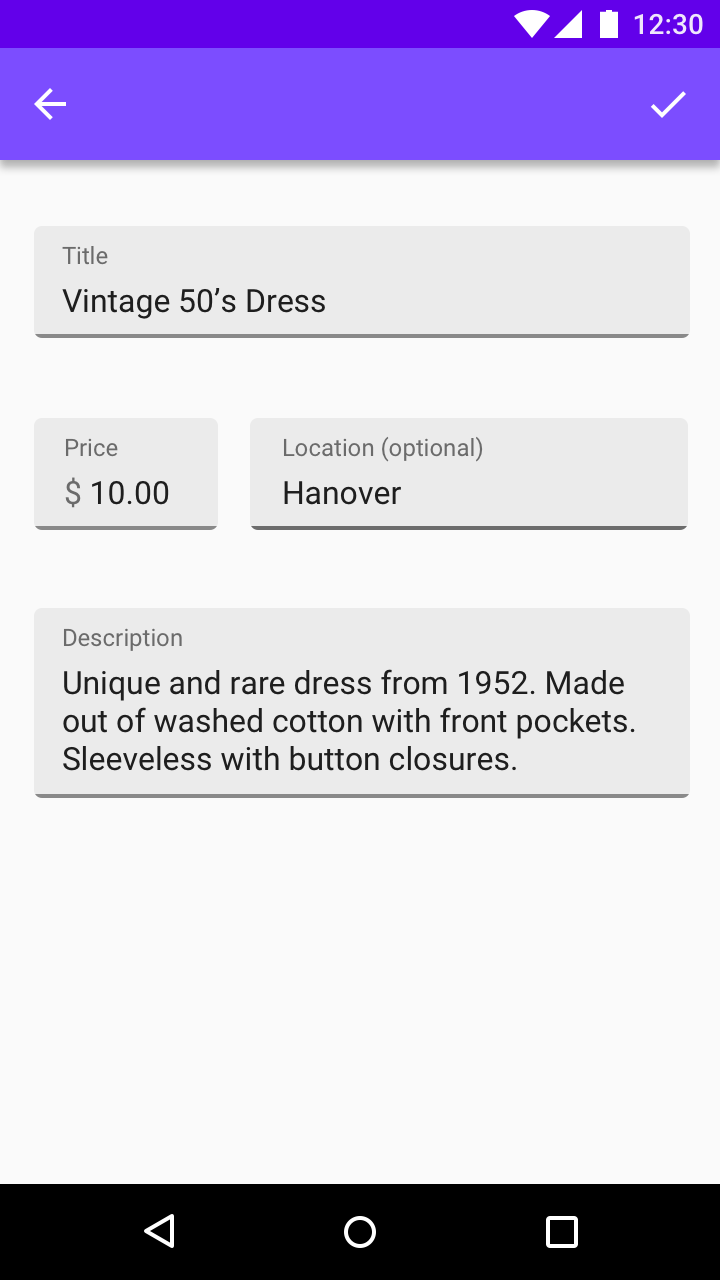 12:30
Title
Vintage 50’s Dress
Price
$ 10.00
Location (optional)
Hanover
Description
Unique and rare dress from 1952. Made
out of washed cotton with front pockets.
Sleeveless with button closures.